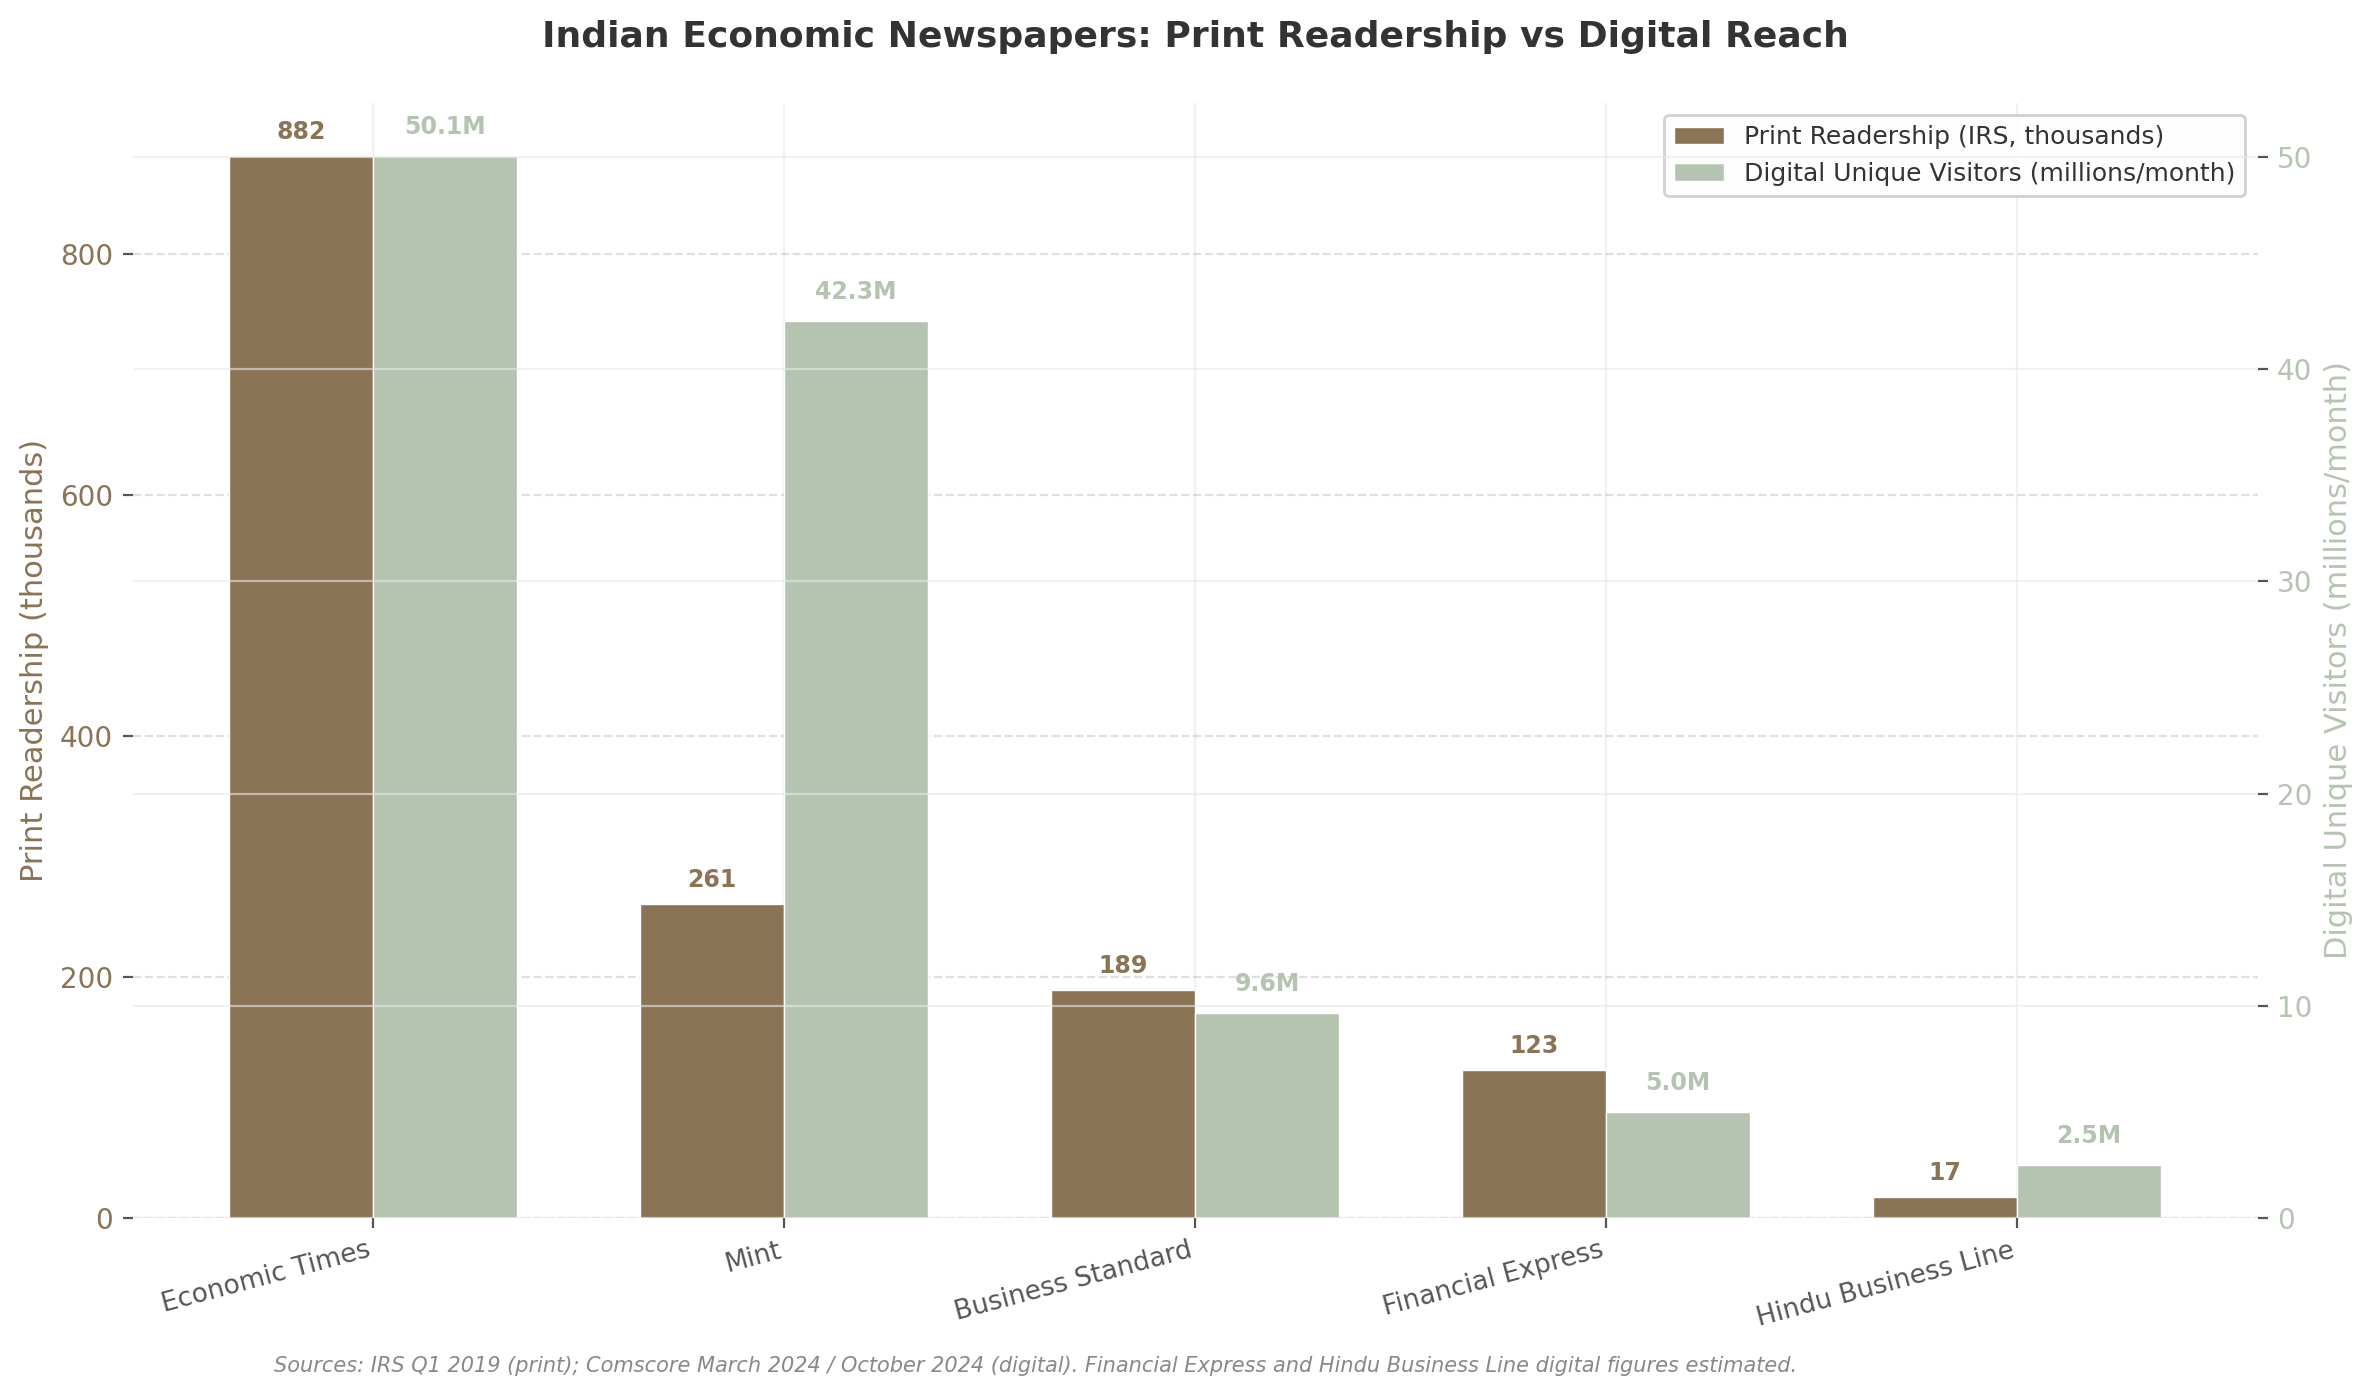 Indian Economic Newspapers: Print Readership vs Digital Reach
Print Readership (IRS, thousands)
Digital Unique Visitors (millions/month)
882
50.1M
261
42.3M
189
9.6M
123
5.0M
17
2.5M
Print Readership (thousands)
800
600
400
200
0
Digital Unique Visitors (millions/month)
50
40
30
20
10
0
Economic Times
Mint
Business Standard
Financial Express
Hindu Business Line
Sources: IRS Q1 2019 (print); Comscore March 2024 / October 2024 (digital). Financial Express and Hindu Business Line digital figures estimated.